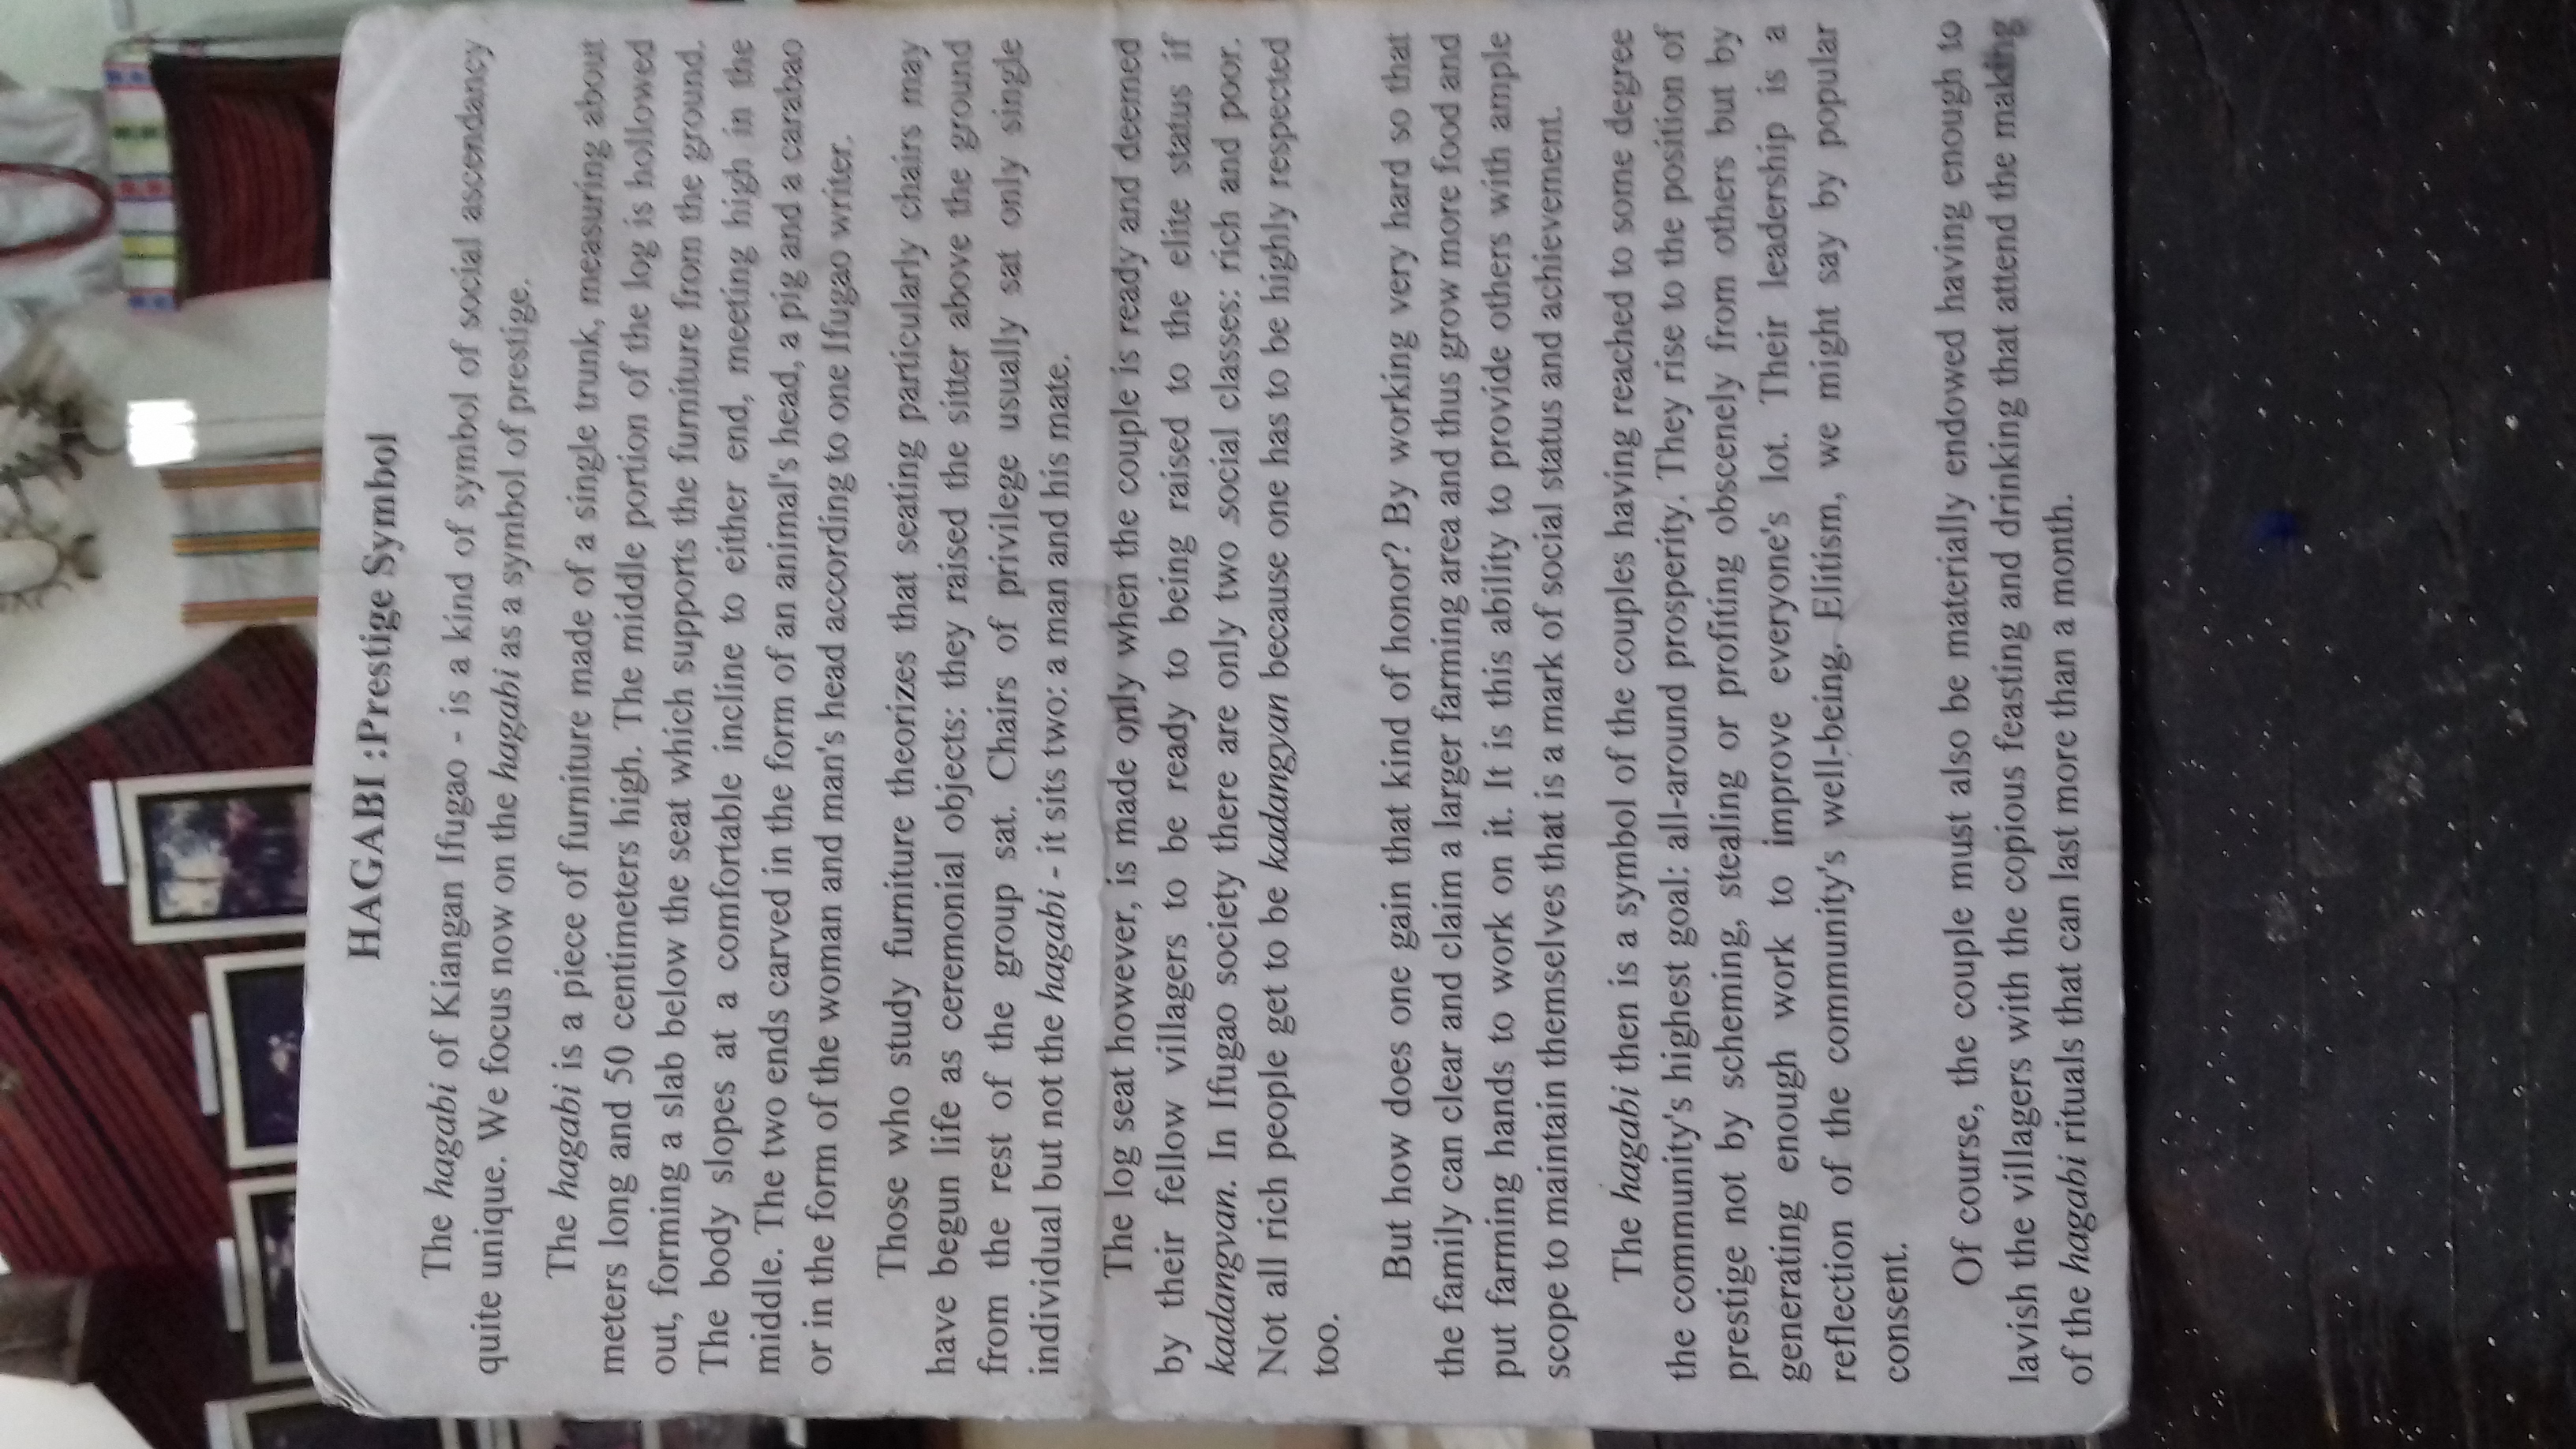 HAGABI :Prestige Symbol
The hagabi of Kiangan Ifugao - is a kind of symbol of social ascendancy
quite unique. We focus now on the hagabi as a symbol of prestige.
The hagabi is a piece of furniture made of a single trunk, measuring about
meters long and 50 centimeters high. The middle portion of the log is hollowed
out, forming a slab below the seat which supports the furniture from the ground.
The body slopes at a comfortable incline to either end, meeting high in the
middle. The two ends carved in the form of an animal's head, a pig and a carabao
or in the form of the woman and man's head according to one Ifugao writer.
Those who study furniture theorizes that seating particularly chairs may
have begun life as ceremonial objects: they raised the sitter above the ground
from the rest of the group sat. Chairs of privilege usually sat only single
individual but not the hagabi - it sits two: a man and his mate.
The log seat however, is made only when the couple is ready and deemed
by their fellow villagers to be ready to being raised to the elite status if
kadangvan. In Ifugao society there are only two social classes: rich and poor.
Not all rich people get to be kadangyan because one has to be highly respected
too.
But how does one gain that kind of honor? By working very hard so that
the family can clear and claim a larger farming area and thus grow more food and
put farming hands to work on it. It is this ability to provide others with ample
scope to maintain themselves that is a mark of social status and achievement.
The hagabi then is a symbol of the couples having reached to some degree
the community's highest goal: all-around prosperity. They rise to the position of
prestige not by scheming, stealing or profiting obscenely from others but by
generating enough work to improve everyone's lot. Their leadership is a
reflection of the community's well-being. Elitism, we might say by popular
consent.
Of course, the couple must also be materially endowed having enough to
lavish the villagers with the copious feasting and drinking that attend the making
of the hagabi rituals that can last more than a month.